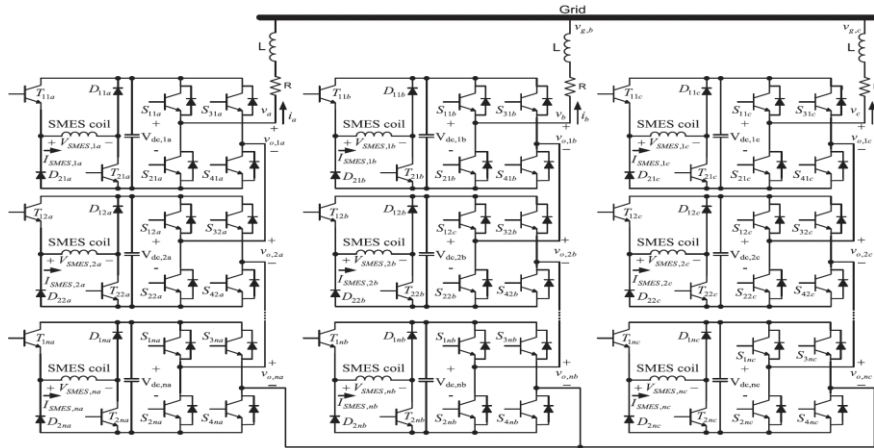 Grid
v_{g,b} v_{g,c}
L L L
R R R
v_a i_a v_b i_b v_c i_c
T_{11a} D_{11a} S_{11a} S_{31a} T_{11b} D_{11b} S_{11b} S_{31b} T_{11c} D_{11c} S_{11c} S_{31c}
SMES coil SMES coil SMES coil
+ V_{SMES,1a} − + V_{dc,1a} - + v_{o,1a} − + V_{SMES,1b} − + V_{dc,1b} - + v_{o,1b} − + V_{SMES,1c} − + V_{dc,1c} - + v_{o,1c} −
I_{SMES,1a} I_{SMES,1b} I_{SMES,1c}
D_{21a} T_{21a} S_{21a} S_{41a} D_{21b} T_{21b} S_{21b} S_{41b} D_{21c} T_{21c} S_{21c} S_{41c}
T_{12a} D_{12a} S_{12a} S_{32a} T_{12b} D_{12b} S_{12c} S_{32b} T_{12c} D_{12c} S_{12c} S_{32c}
SMES coil SMES coil SMES coil
+ V_{SMES,2a} − + V_{dc,2a} - + v_{o,2a} − + V_{SMES,2b} − + V_{dc,2b} - + v_{o,2b} − + V_{SMES,2c} − + V_{dc,2c} - + v_{o,2c} −
I_{SMES,2a} I_{SMES,2b} I_{SMES,2c}
D_{22a} T_{22a} S_{22a} S_{42a} D_{22b} T_{22b} S_{22b} S_{42b} D_{22c} T_{22c} S_{22c} S_{42c}
T_{1na} D_{1na} S_{1na} S_{3na} T_{1nb} D_{1nb} S_{1nb} S_{3nb} T_{1nc} D_{1nc} S_{1nc} S_{3nc}
SMES coil SMES coil SMES coil
+ V_{SMES,na} − + V_{dc,na} - + v_{o,na} − + V_{SMES,nb} − + V_{dc,nb} - + v_{o,nb} − + V_{SMES,nc} − + V_{dc,nc} - + v_{o,nc} −
I_{SMES,na} I_{SMES,nb} I_{SMES,nc}
D_{2na} T_{2na} S_{2na} S_{4na} D_{2nb} T_{2nb} S_{2nb} S_{4nb} D_{2nc} T_{2nc} S_{2nc} S_{4nc}